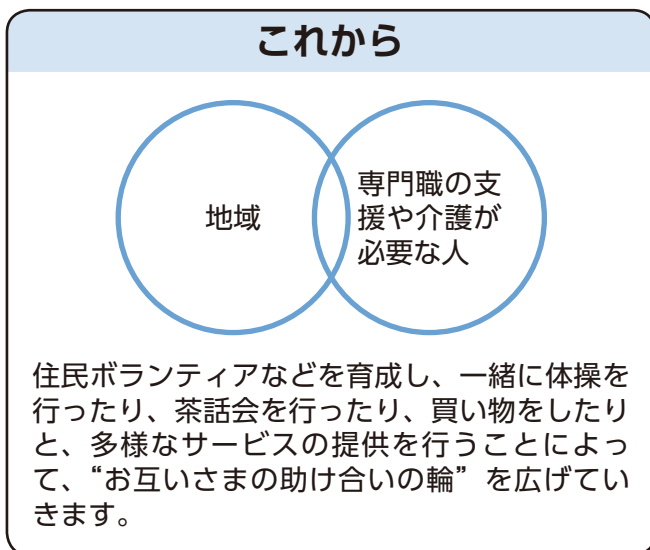 これから
地域
専門職の支
援や介護が
必要な人
住民ボランティアなどを育成し、一緒に体操を
行ったり、茶話会を行ったり、買い物をしたり
と、多様なサービスの提供を行うことによっ
て、“お互いさまの助け合いの輪”を広げてい
きます。